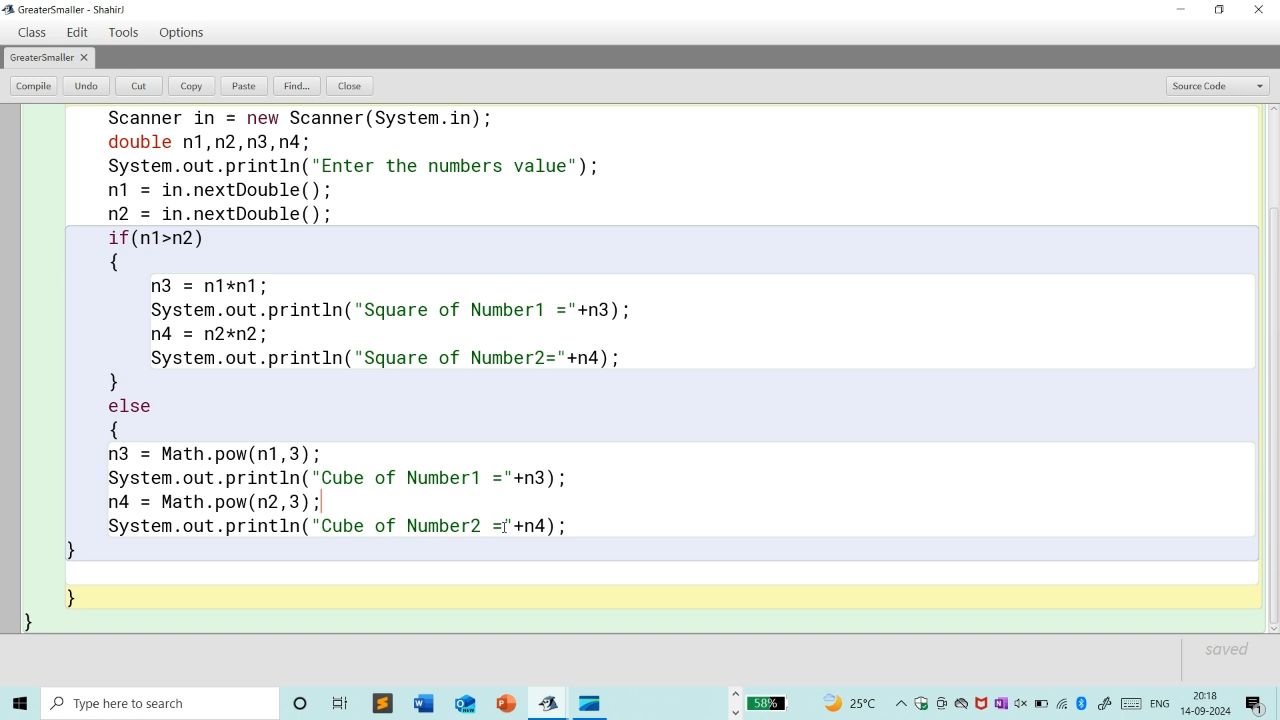 GreaterSmaller - ShahirJ
Class Edit Tools Options
GreaterSmaller ×
Compile Undo Cut Copy Paste Find... Close Source Code
Scanner in = new Scanner(System.in);
double n1,n2,n3,n4;
System.out.println("Enter the numbers value");
n1 = in.nextDouble();
n2 = in.nextDouble();
if(n1>n2)
{
n3 = n1*n1;
System.out.println("Square of Number1 ="+n3);
n4 = n2*n2;
System.out.println("Square of Number2="+n4);
}
else
{
n3 = Math.pow(n1,3);
System.out.println("Cube of Number1 ="+n3);
n4 = Math.pow(n2,3);
System.out.println("Cube of Number2 ="+n4);
}
}
}
saved
Type here to search
58%
25°C
ENG
20:18
14-09-2024
1